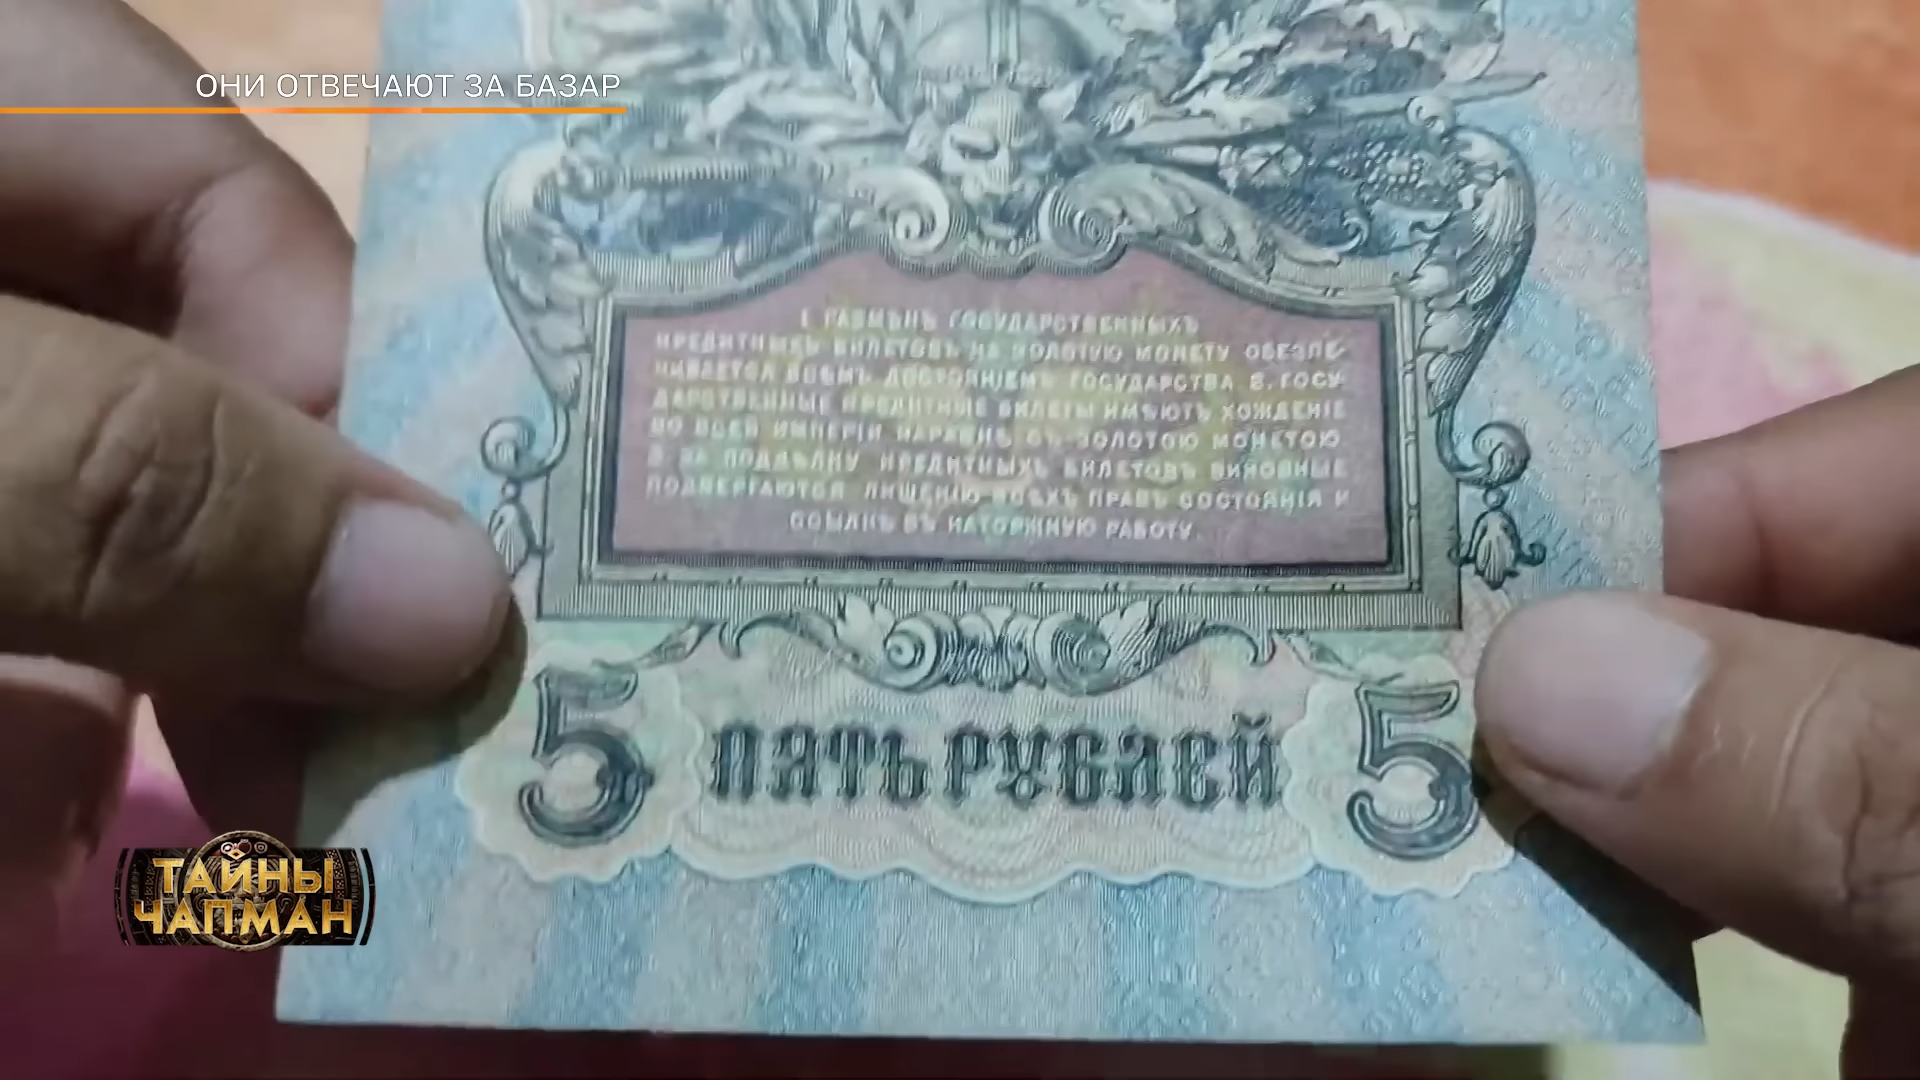 ОНИ ОТВЕЧАЮТ ЗА БАЗАР
1 РАЗМѢНЪ ГОСУДАРСТВЕННЫХЪ
КРЕДИТНЫХЪ БИЛЕТОВЪ НА ЗОЛОТУЮ МОНЕТУ ОБЕЗПЕ-
ЧИВАЕТСЯ ВСѢМЪ ДОСТОЯНІЕМЪ ГОСУДАРСТВА 2. ГОСУ-
ДАРСТВЕННЫЕ КРЕДИТНЫЕ БИЛЕТЫ ИМѢЮТЪ ХОЖДЕНІЕ
ВО ВСЕЙ ИМПЕРІИ НАРАВНѢ СЪ ЗОЛОТОЮ МОНЕТОЮ
3 ЗА ПОДДѢЛКУ КРЕДИТНЫХЪ БИЛЕТОВЪ ВИНОВНЫЕ
ПОДВЕРГАЮТСЯ ЛИШЕНІЮ ВСѢХЪ ПРАВЪ СОСТОЯНІЯ И
ССЫЛКѢ ВЪ КАТОРЖНУЮ РАБОТУ.
5 ПЯТЬ РУБЛЕЙ 5
ТАЙНЫ
ЧАПМАН